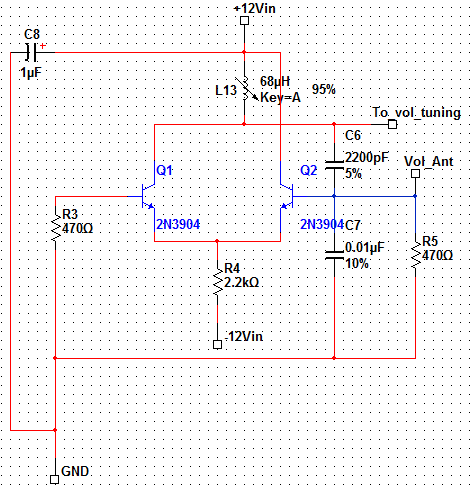 +12Vin
C8
+
1µF
L13
68µH
Key=A
95%
To_vol_tuning
C6
2200pF
5%
Vol_Ant
Q1
Q2
2N3904
2N3904
C7
0.01µF
10%
R3
470Ω
R5
470Ω
R4
2.2kΩ
-12Vin
GND